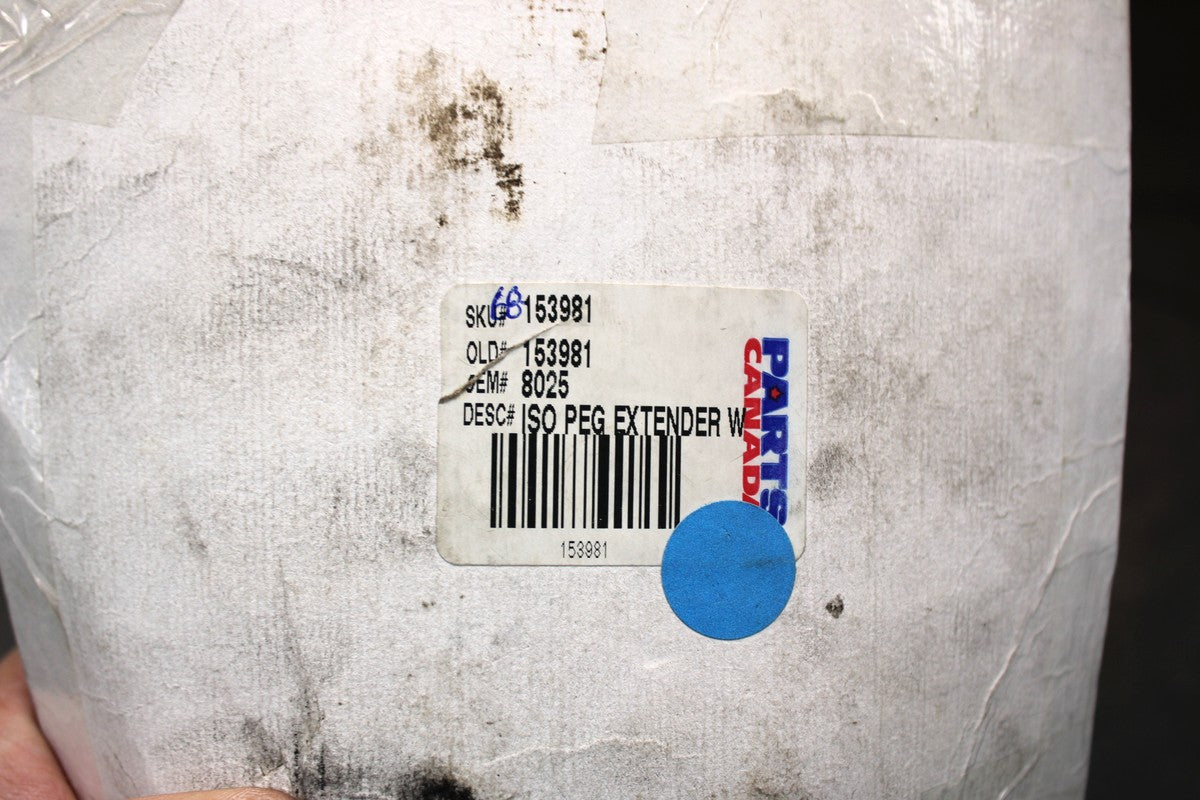 SKU# 68 153981
OLD# 153981
OEM# 8025
DESC# ISO PEG EXTENDER W
153981
PARTS
CANADA